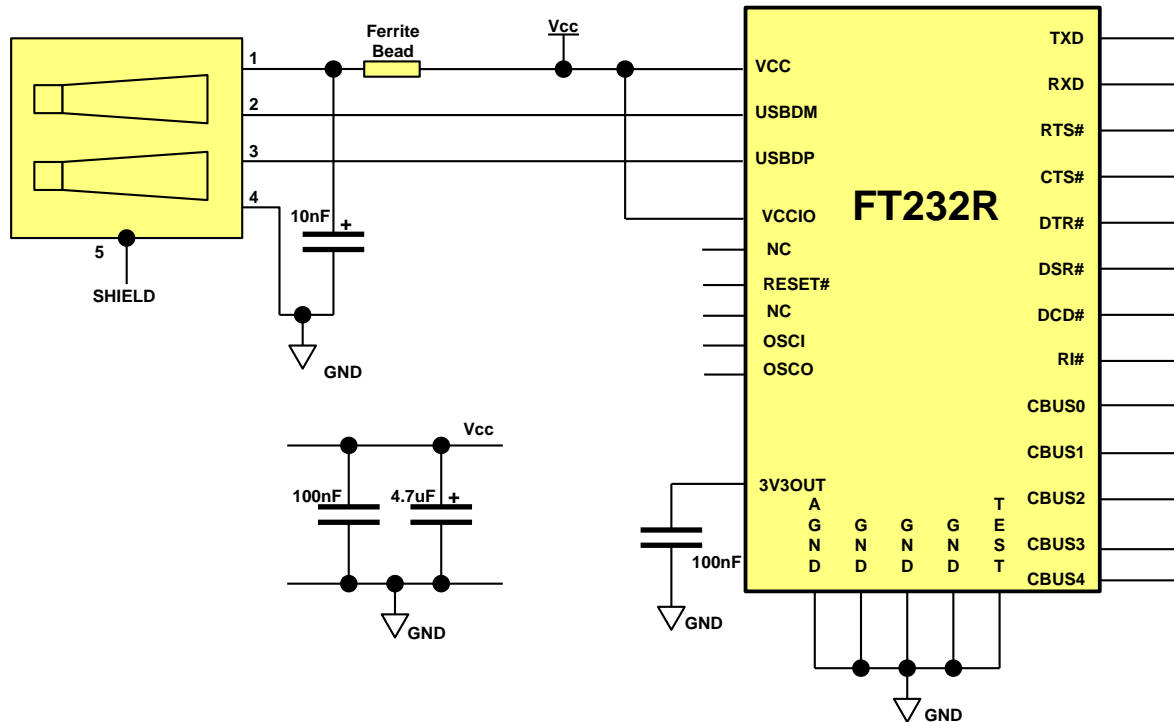 Ferrite
Bead
Vcc
1
2
3
4
5
SHIELD
10nF
+
GND
Vcc
100nF
4.7uF
+
GND
FT232R
VCC
USBDM
USBDP
VCCIO
NC
RESET#
NC
OSCI
OSCO
3V3OUT
100nF
GND
AGND
GND
GND
GND
TEST
GND
TXD
RXD
RTS#
CTS#
DTR#
DSR#
DCD#
RI#
CBUS0
CBUS1
CBUS2
CBUS3
CBUS4